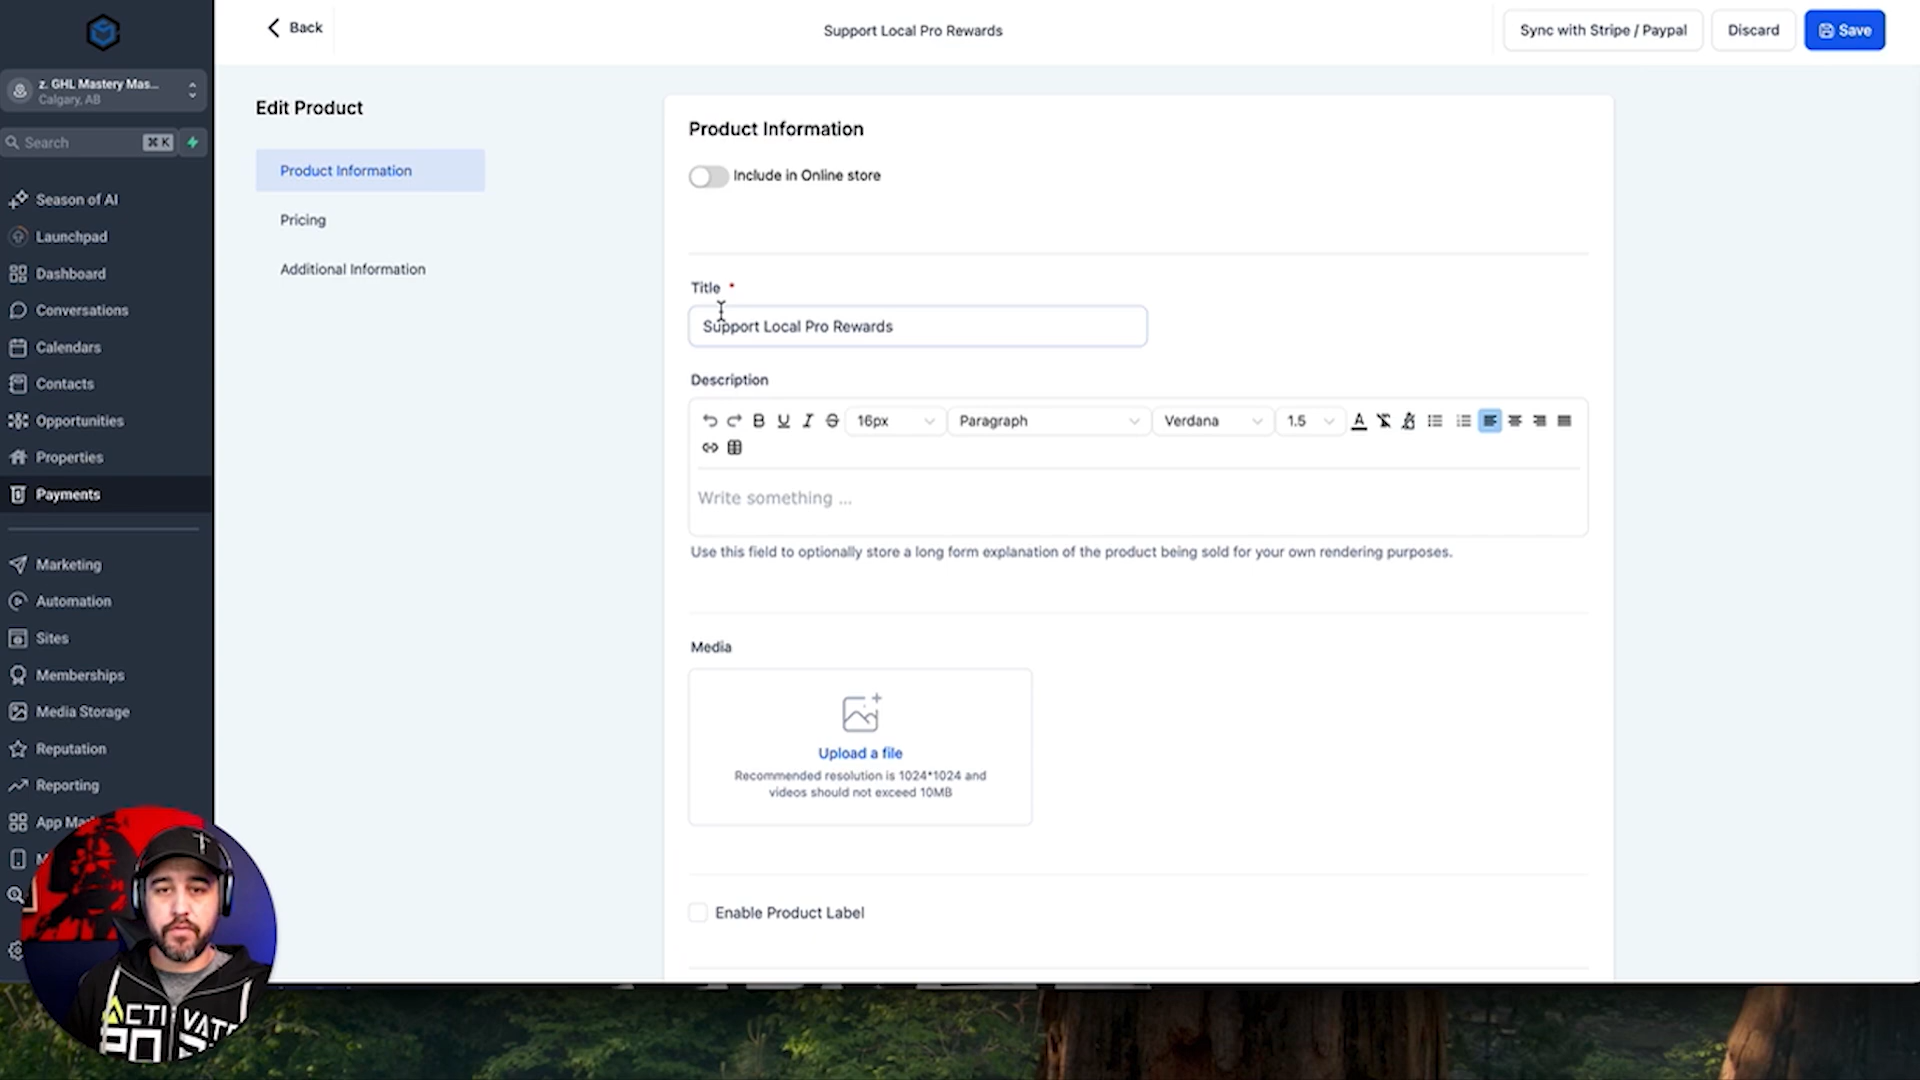 Back
Support Local Pro Rewards
Sync with Stripe / Paypal
Discard
Save
z. GHL Mastery Mas...
Calgary, AB
Search
⌘ K
Season of AI
Launchpad
Dashboard
Conversations
Calendars
Contacts
Opportunities
Properties
Payments
Marketing
Automation
Sites
Memberships
Media Storage
Reputation
Reporting
Edit Product
Product Information
Pricing
Additional Information
Product Information
Include in Online store
Title *
Support Local Pro Rewards
Description
16px
Paragraph
Verdana
1.5
Write something ...
Use this field to optionally store a long form explanation of the product being sold for your own rendering purposes.
Media
Upload a file
Recommended resolution is 1024*1024 and
videos should not exceed 10MB
Enable Product Label